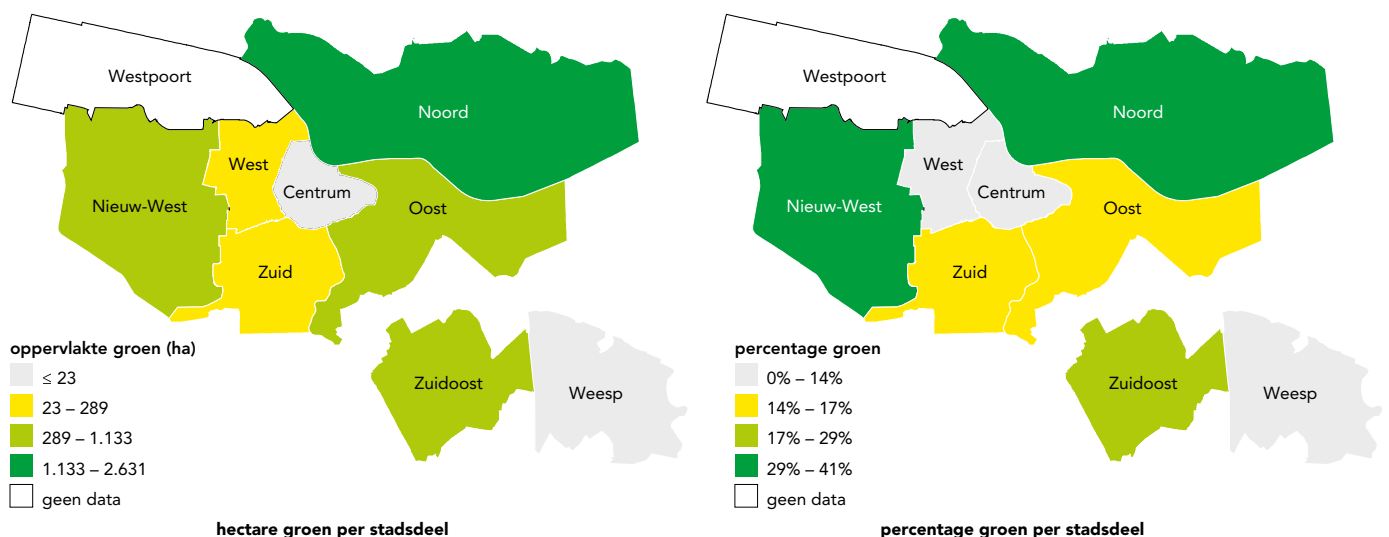 Westpoort
Noord
West
Centrum
Nieuw-West
Oost
Zuid
Zuidoost
Weesp
oppervlakte groen (ha)
≤ 23
23 – 289
289 – 1.133
1.133 – 2.631
geen data
hectare groen per stadsdeel
Westpoort
Noord
West
Centrum
Nieuw-West
Oost
Zuid
Zuidoost
Weesp
percentage groen
0% – 14%
14% – 17%
17% – 29%
29% – 41%
geen data
percentage groen per stadsdeel